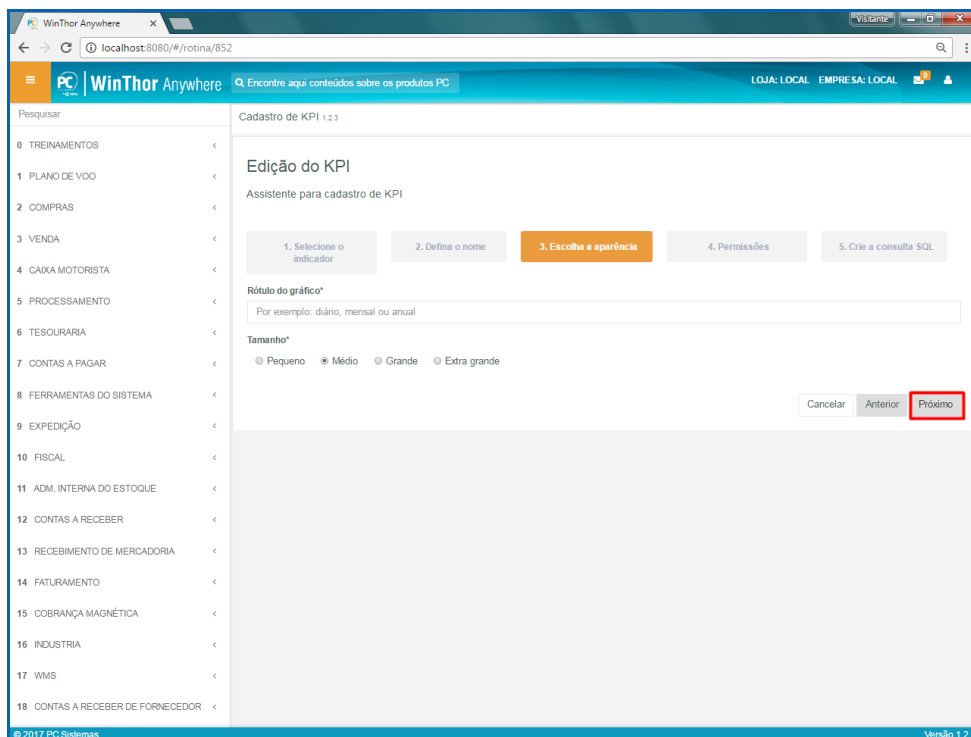 WinThor Anywhere
Visitante
localhost:8080/#/rotina/852
PC | WinThor Anywhere
Encontre aqui conteúdos sobre os produtos PC
LOJA: LOCAL EMPRESA: LOCAL
Pesquisar
Cadastro de KPI 1.2.3
0 TREINAMENTOS
1 PLANO DE VOO
2 COMPRAS
3 VENDA
4 CAIXA MOTORISTA
5 PROCESSAMENTO
6 TESOURARIA
7 CONTAS A PAGAR
8 FERRAMENTAS DO SISTEMA
9 EXPEDIÇÃO
10 FISCAL
11 ADM. INTERNA DO ESTOQUE
12 CONTAS A RECEBER
13 RECEBIMENTO DE MERCADORIA
14 FATURAMENTO
15 COBRANÇA MAGNÉTICA
16 INDUSTRIA
17 WMS
18 CONTAS A RECEBER DE FORNECEDOR
Edição do KPI
Assistente para cadastro de KPI
1. Selecione o
indicador
2. Defina o nome
3. Escolha a aparência
4. Permissões
5. Crie a consulta SQL
Rótulo do gráfico*
Por exemplo: diário, mensal ou anual
Tamanho*
Pequeno Médio Grande Extra grande
Cancelar Anterior Próximo
© 2017 PC Sistemas
Versão 1.2